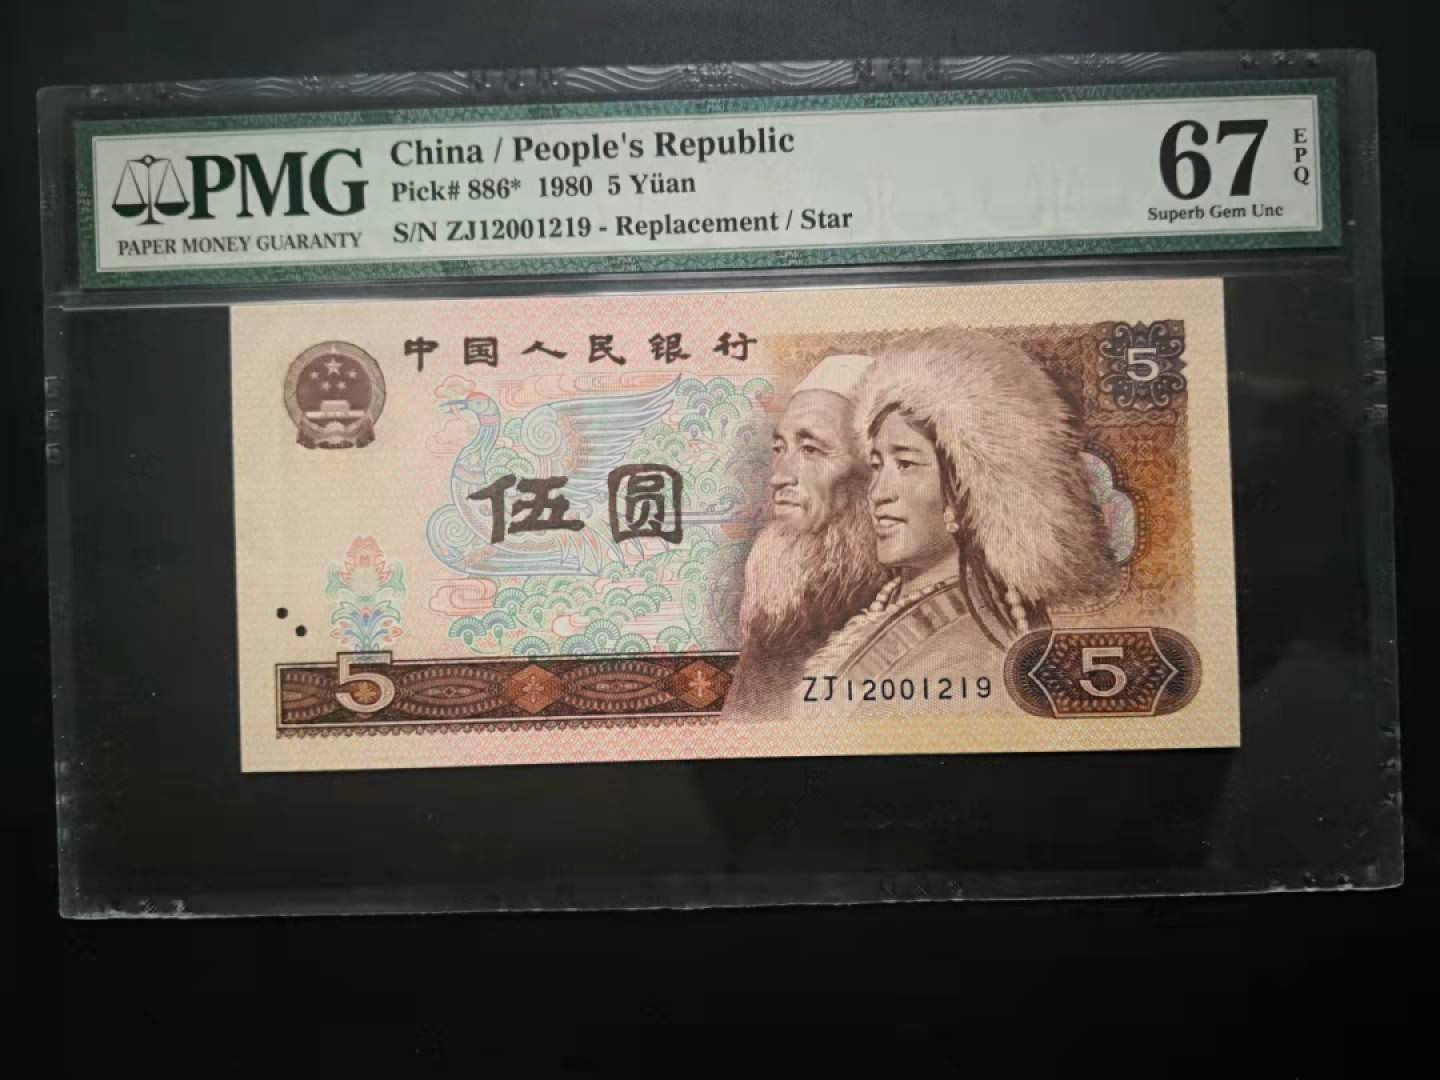 PMG
PAPER MONEY GUARANTY
China / People's Republic
Pick# 886* 1980 5 Yüan
S/N ZJ12001219 - Replacement / Star
67
EPQ
Superb Gem Unc
中国人民银行
5
伍圆
5
ZJ12001219
5